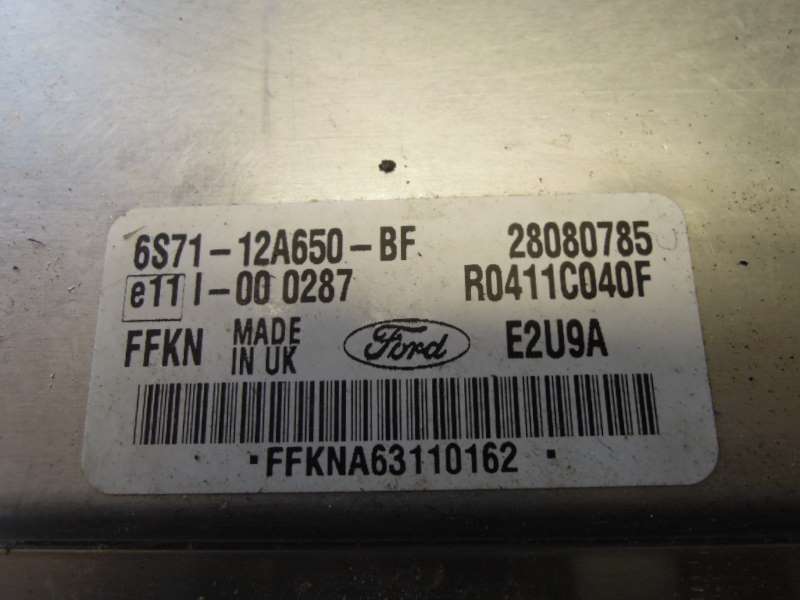 6S71-12A650-BF 28080785
e11 I-00 0287 R0411C040F
FFKN MADE IN UK Ford E2U9A
FFKNA63110162